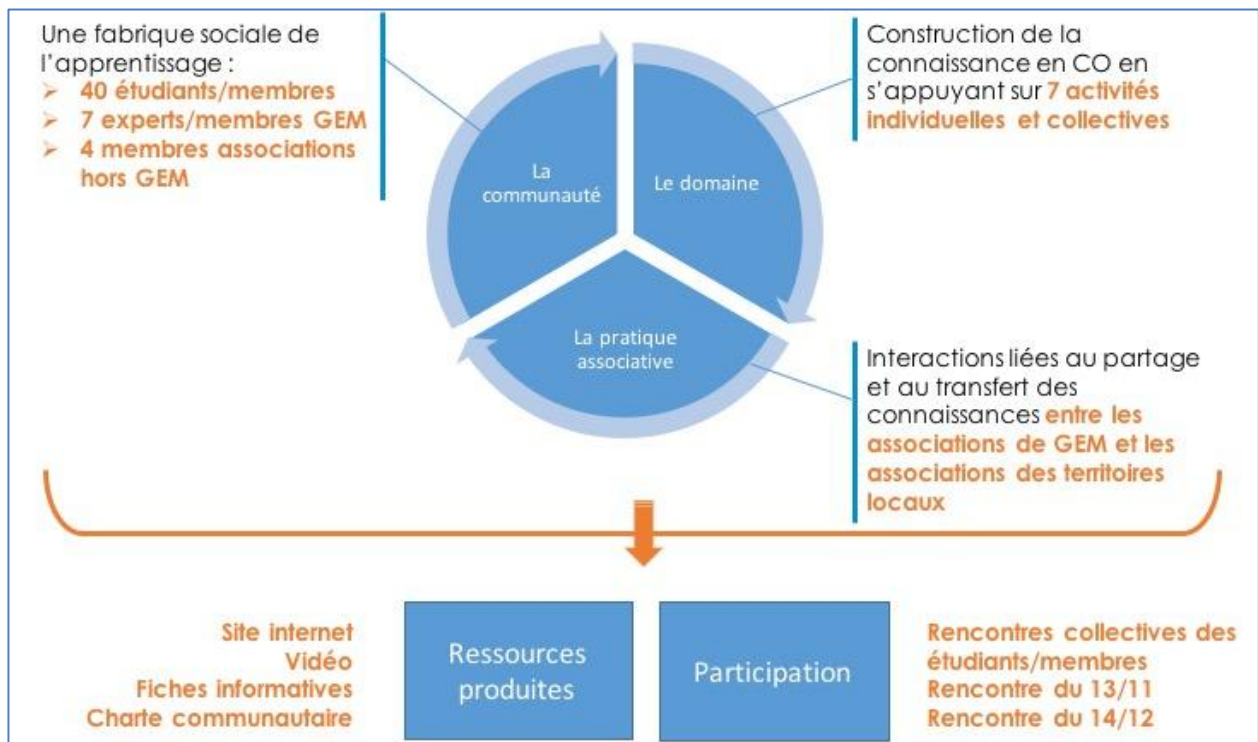 Une fabrique sociale de
l'apprentissage :
➢ 40 étudiants/membres
➢ 7 experts/membres GEM
➢ 4 membres associations
hors GEM
Construction de la
connaissance en CO en
s'appuyant sur 7 activités
individuelles et collectives
La
communauté
Le domaine
La pratique
associative
Interactions liées au partage
et au transfert des
connaissances entre les
associations de GEM et les
associations des territoires
locaux
Site internet
Vidéo
Fiches informatives
Charte communautaire
Ressources
produites
Participation
Rencontres collectives des
étudiants/membres
Rencontre du 13/11
Rencontre du 14/12